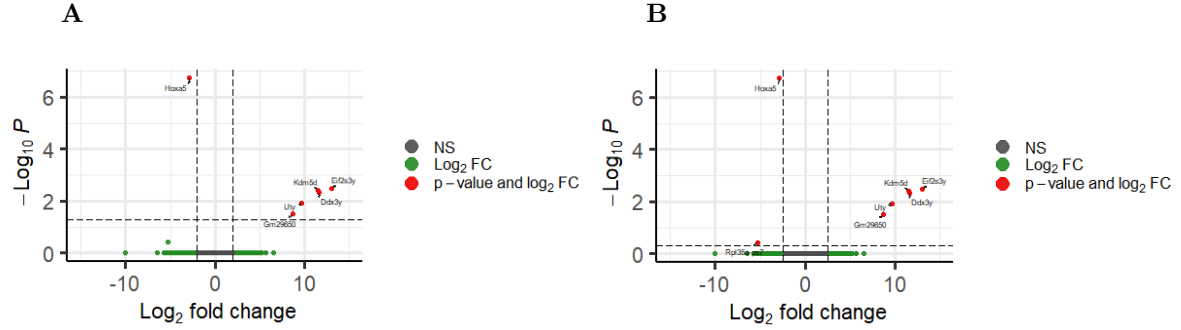 A
B
6
4
2
0
−Log10 P
Hoxa5
Kdm5d
Eif2s3y
Uty
Ddx3y
Gm29650
-10
0
10
Log2 fold change
NS
Log2 FC
p−value and log2 FC
6
4
2
0
−Log10 P
Hoxa5
Kdm5d
Eif2s3y
Uty
Ddx3y
Gm29650
-10
0
10
Log2 fold change
NS
Log2 FC
p−value and log2 FC